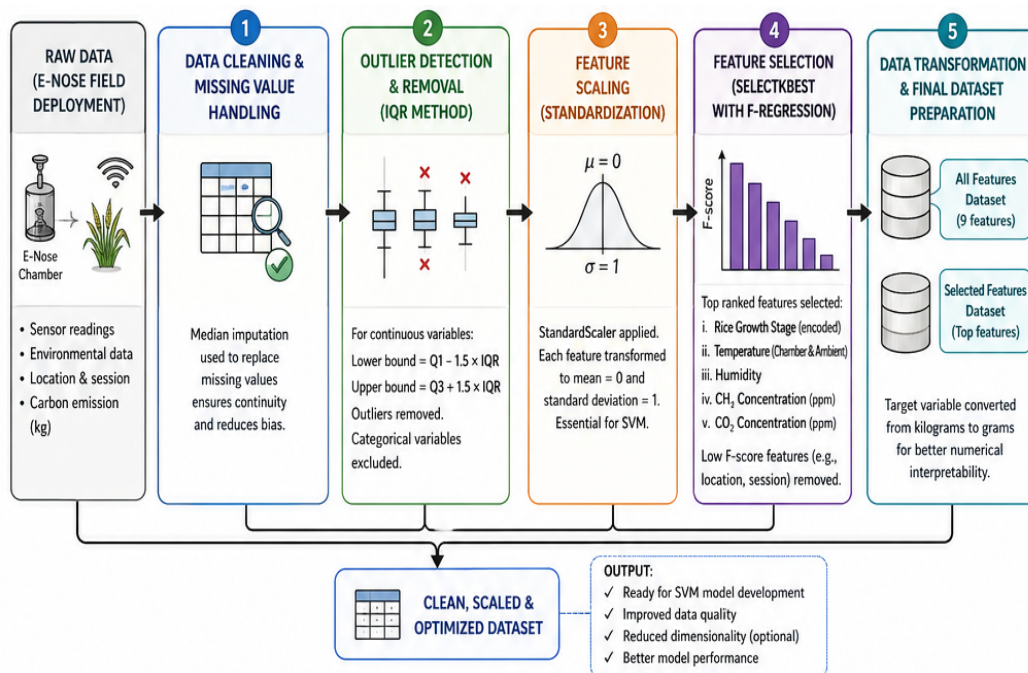 RAW DATA
(E-NOSE FIELD
DEPLOYMENT)
E-Nose
Chamber
• Sensor readings
• Environmental data
• Location & session
• Carbon emission
(kg)
1
DATA CLEANING &
MISSING VALUE
HANDLING
Median imputation
used to replace
missing values
ensures continuity
and reduces bias.
2
OUTLIER DETECTION
& REMOVAL
(IQR METHOD)
For continuous variables:
Lower bound = Q1 – 1.5 × IQR
Upper bound = Q3 + 1.5 × IQR
Outliers removed.
Categorical variables
excluded.
3
FEATURE
SCALING
(STANDARDIZATION)
μ = 0
σ = 1
StandardScaler applied.
Each feature transformed
to mean = 0 and
standard deviation = 1.
Essential for SVM.
4
FEATURE SELECTION
(SELECTKBEST
WITH F-REGRESSION)
F-score
Top ranked features selected:
i. Rice Growth Stage (encoded)
ii. Temperature (Chamber & Ambient)
iii. Humidity
iv. CH₂ Concentration (ppm)
v. CO₂ Concentration (ppm)
Low F-score features (e.g.,
location, session) removed.
5
DATA TRANSFORMATION
& FINAL DATASET
PREPARATION
All Features
Dataset
(9 features)
Selected Features
Dataset
(Top features)
Target variable converted
from kilograms to grams
for better numerical
interpretability.
CLEAN, SCALED &
OPTIMIZED DATASET
OUTPUT:
✓ Ready for SVM model development
✓ Improved data quality
✓ Reduced dimensionality (optional)
✓ Better model performance